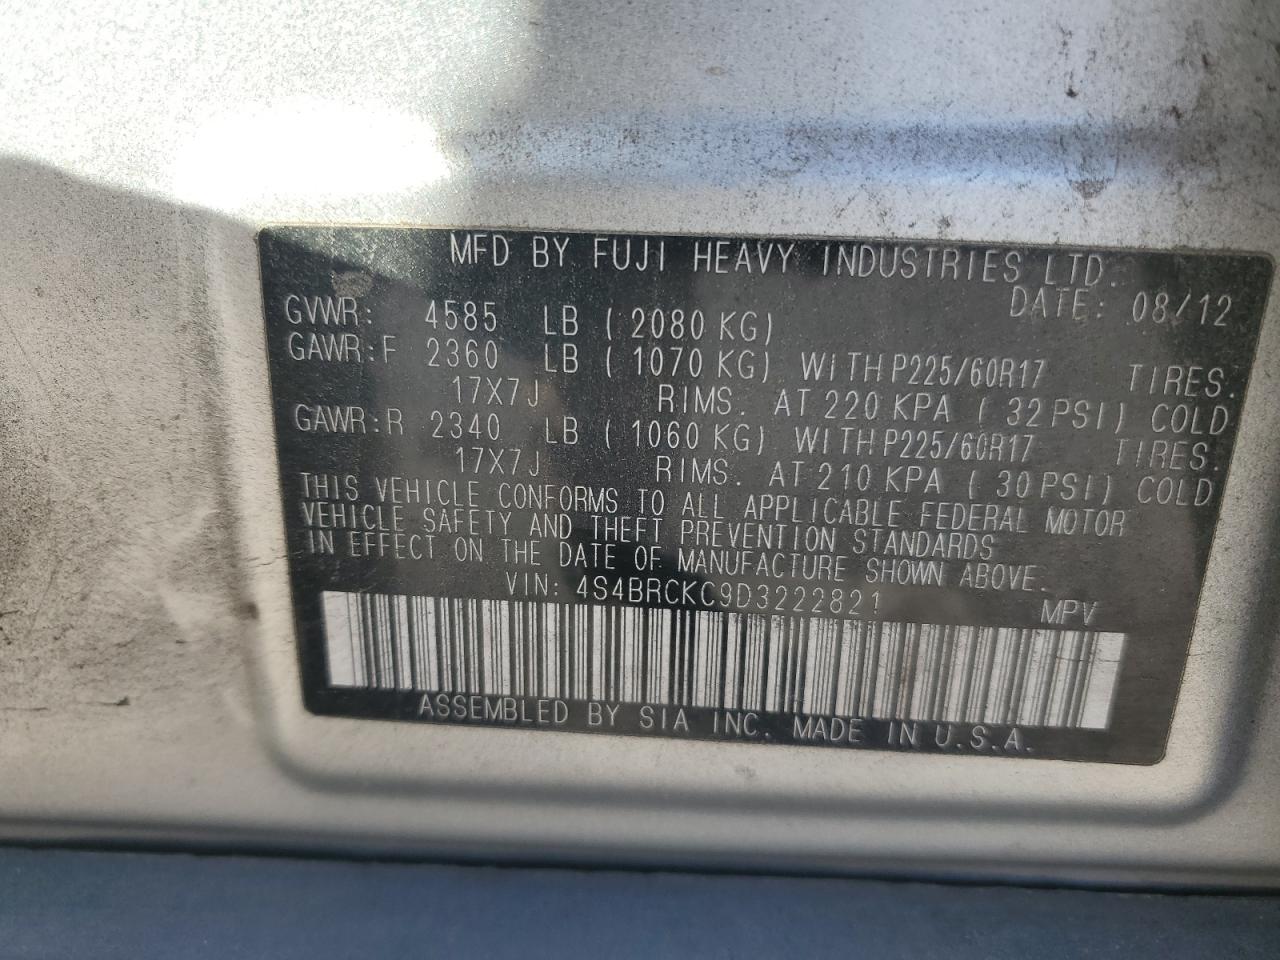 MFD BY FUJI HEAVY INDUSTRIES LTD.
DATE: 08/12
GVWR: 4585 LB (2080 KG)
GAWR:F 2360 LB (1070 KG) WITH P225/60R17 TIRES.
17X7J RIMS. AT 220 KPA (32 PSI) COLD
GAWR:R 2340 LB (1060 KG) WITH P225/60R17 TIRES.
17X7J RIMS. AT 210 KPA (30 PSI) COLD
THIS VEHICLE CONFORMS TO ALL APPLICABLE FEDERAL MOTOR
VEHICLE SAFETY AND THEFT PREVENTION STANDARDS
IN EFFECT ON THE DATE OF MANUFACTURE SHOWN ABOVE.
VIN: 4S4BRCKC9D3222821 MPV
ASSEMBLED BY SIA INC. MADE IN U.S.A.